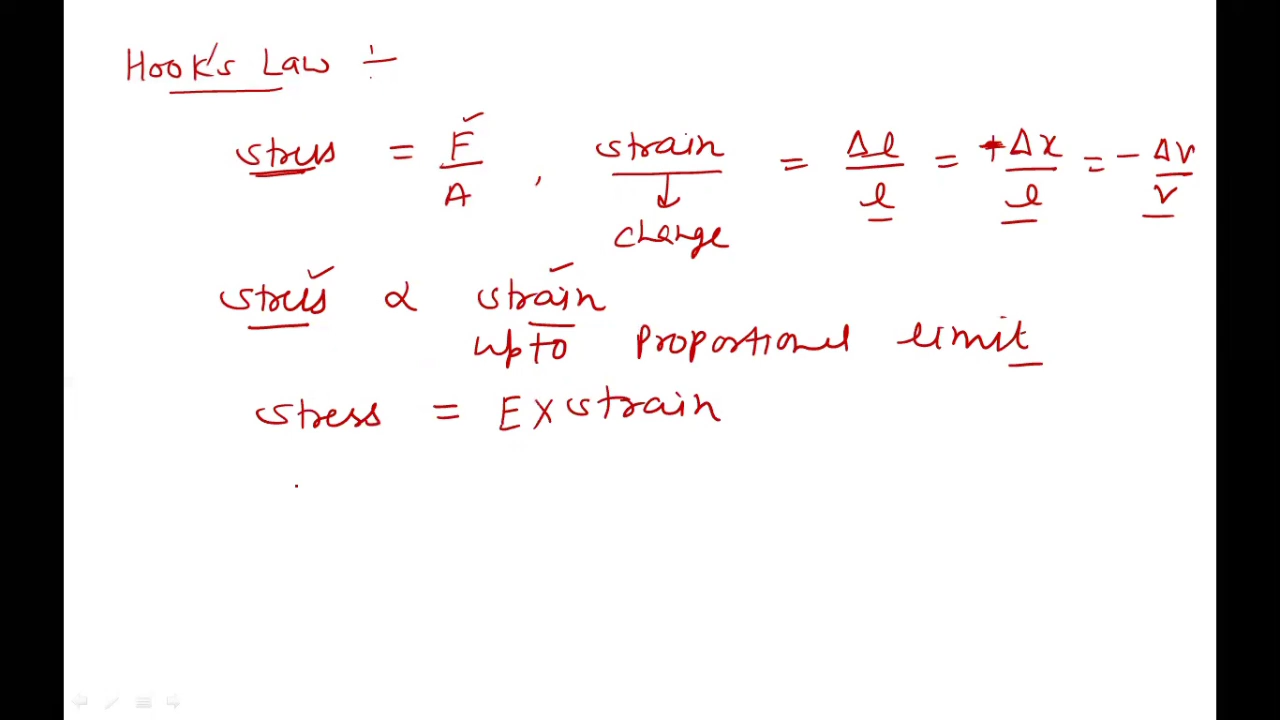 Hook's Law ÷
stress = F/A , strain = Δl/l = +Δx/l = - Δv/v
change
stress ∝ strain
upto proportional limit
stress = E X strain